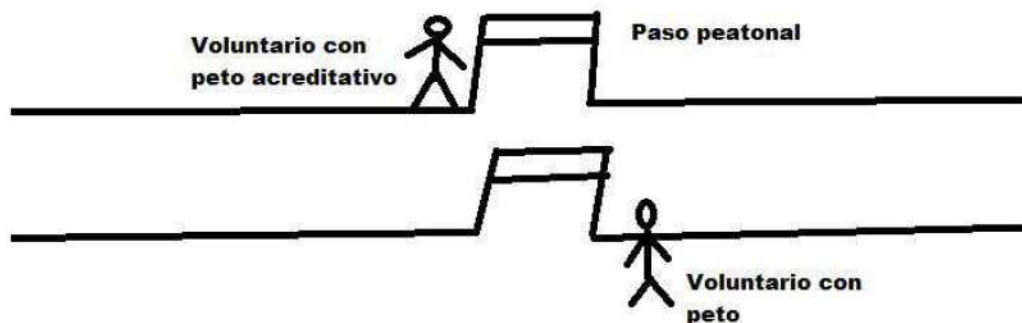 Voluntario con
peto acreditativo
Paso peatonal
Voluntario con
peto